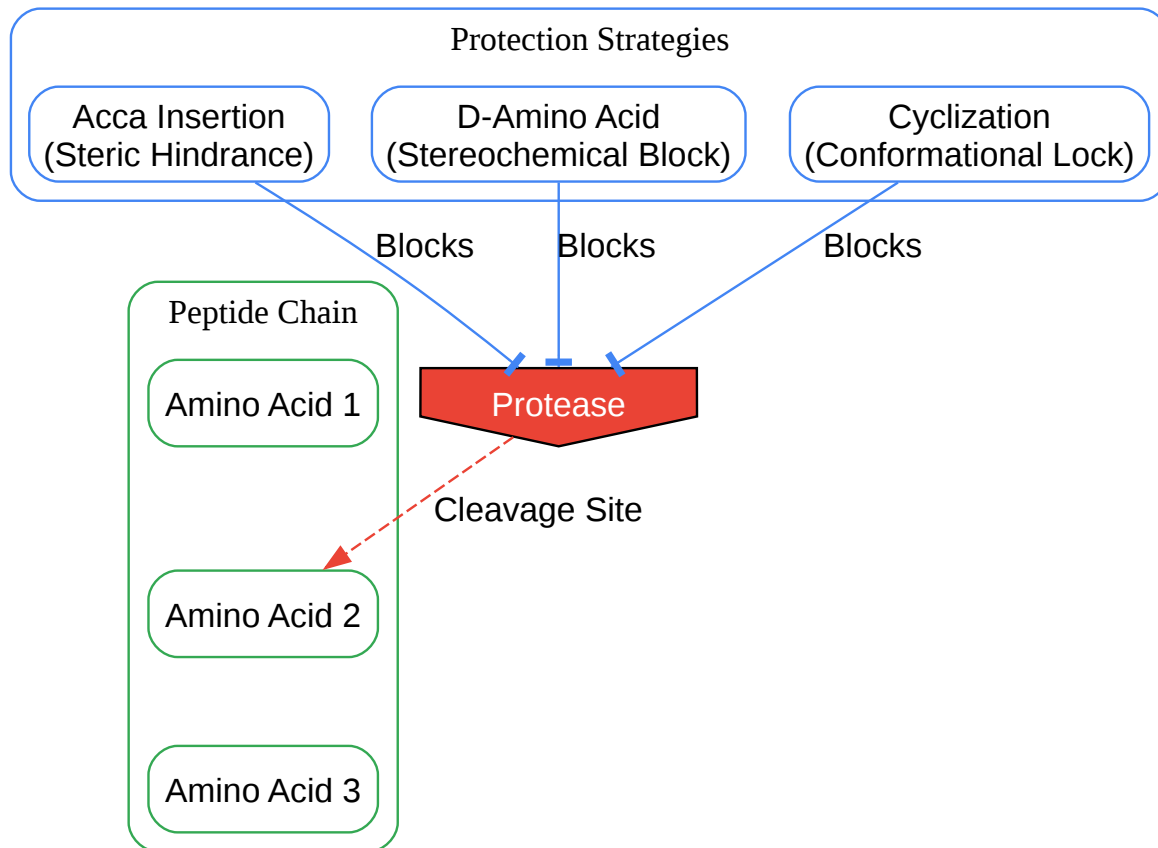 Protection Strategies
Acca Insertion
(Steric Hindrance)
D-Amino Acid
(Stereochemical Block)
Cyclization
(Conformational Lock)
Blocks
Blocks
Blocks
Peptide Chain
Amino Acid 1
Protease
Cleavage Site
Amino Acid 2
Amino Acid 3